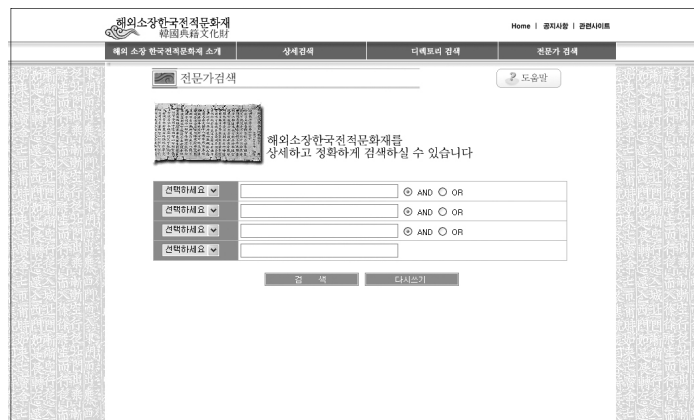 해외소장한국전적문화재
韓國典籍文化財
Home | 공지사항 | 관련사이트
해외 소장 한국전적문화재 소개 상세검색 디렉토리 검색 전문가 검색
전문가검색
? 도움말
해외소장한국전적문화재를
상세하고 정확하게 검색하실 수 있습니다
선택하세요 AND OR
선택하세요 AND OR
선택하세요 AND OR
선택하세요
검 색 다시쓰기